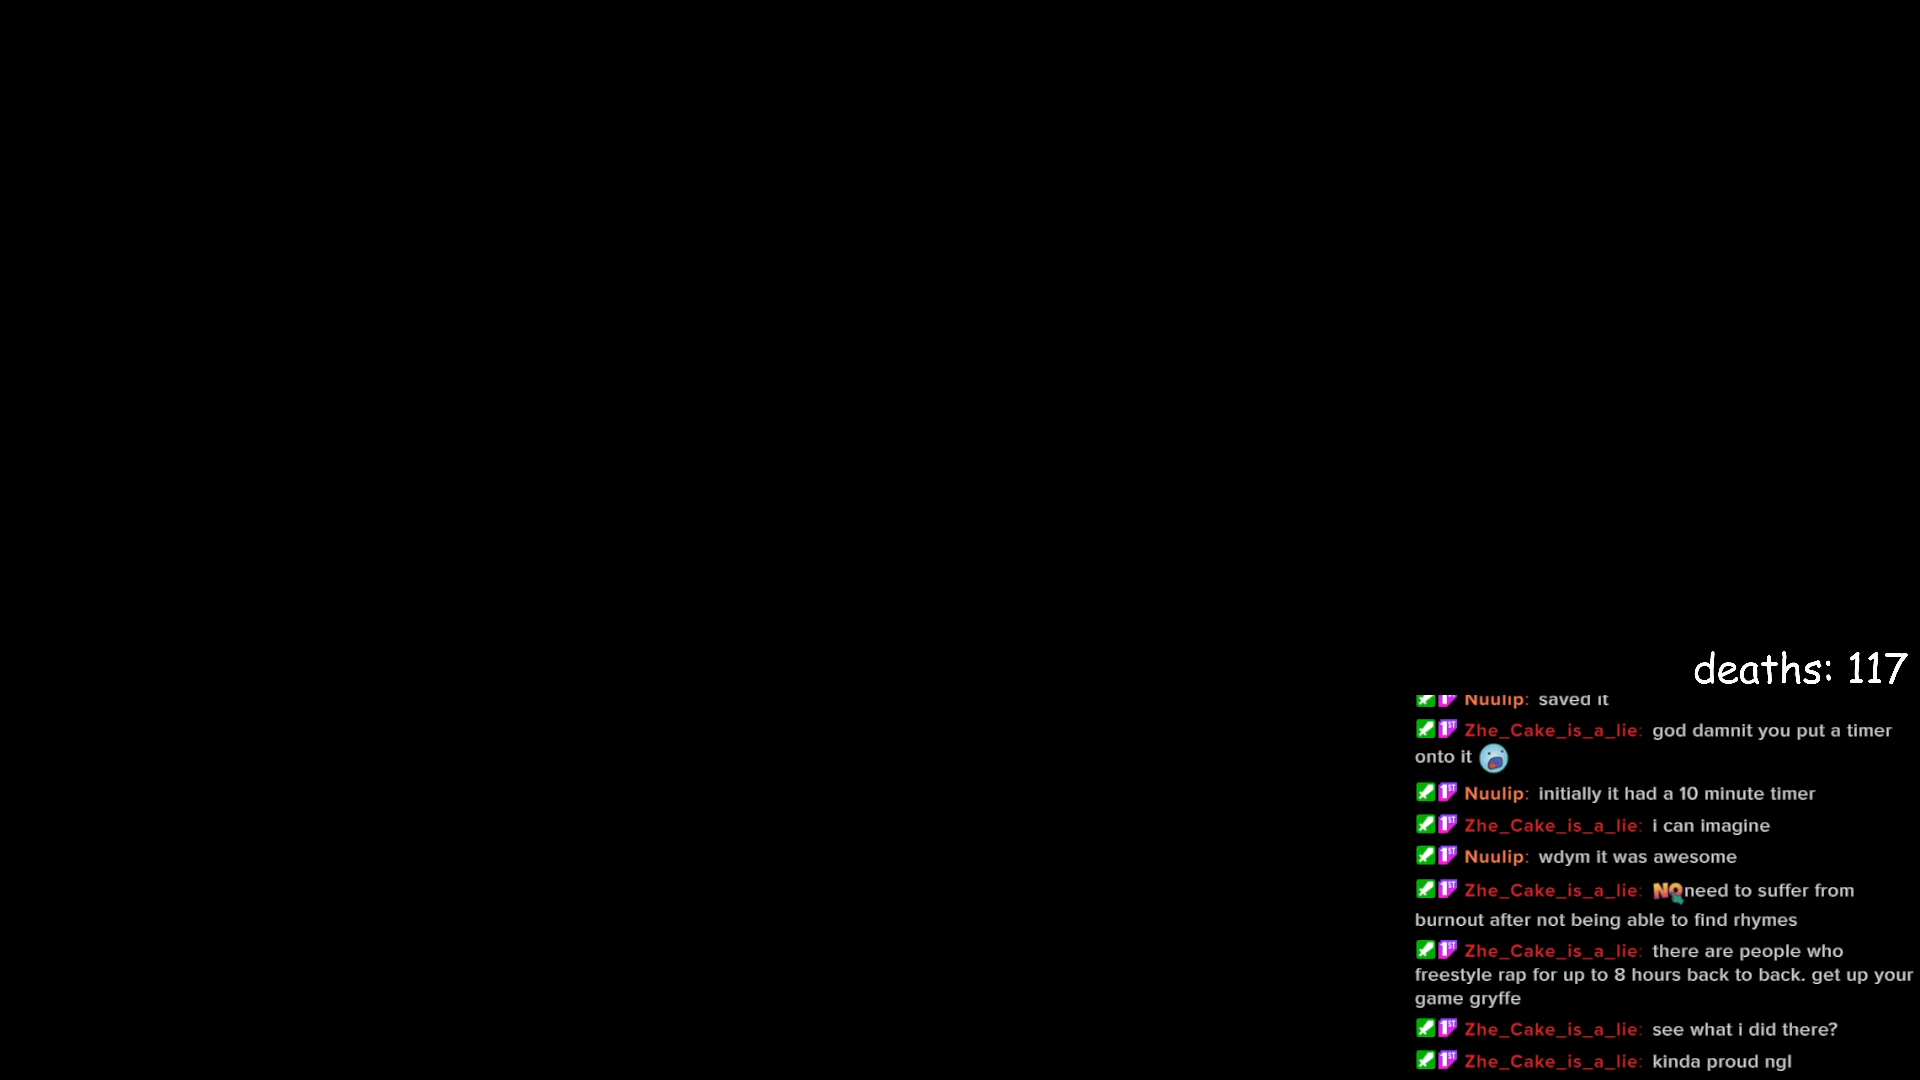 deaths: 117
Nuulip: saved it
Zhe_Cake_is_a_lie: god damnit you put a timer
onto it
Nuulip: initially it had a 10 minute timer
Zhe_Cake_is_a_lie: i can imagine
Nuulip: wdym it was awesome
Zhe_Cake_is_a_lie: NO need to suffer from
burnout after not being able to find rhymes
Zhe_Cake_is_a_lie: there are people who
freestyle rap for up to 8 hours back to back. get up your
game gryffe
Zhe_Cake_is_a_lie: see what i did there?
Zhe_Cake_is_a_lie: kinda proud ngl